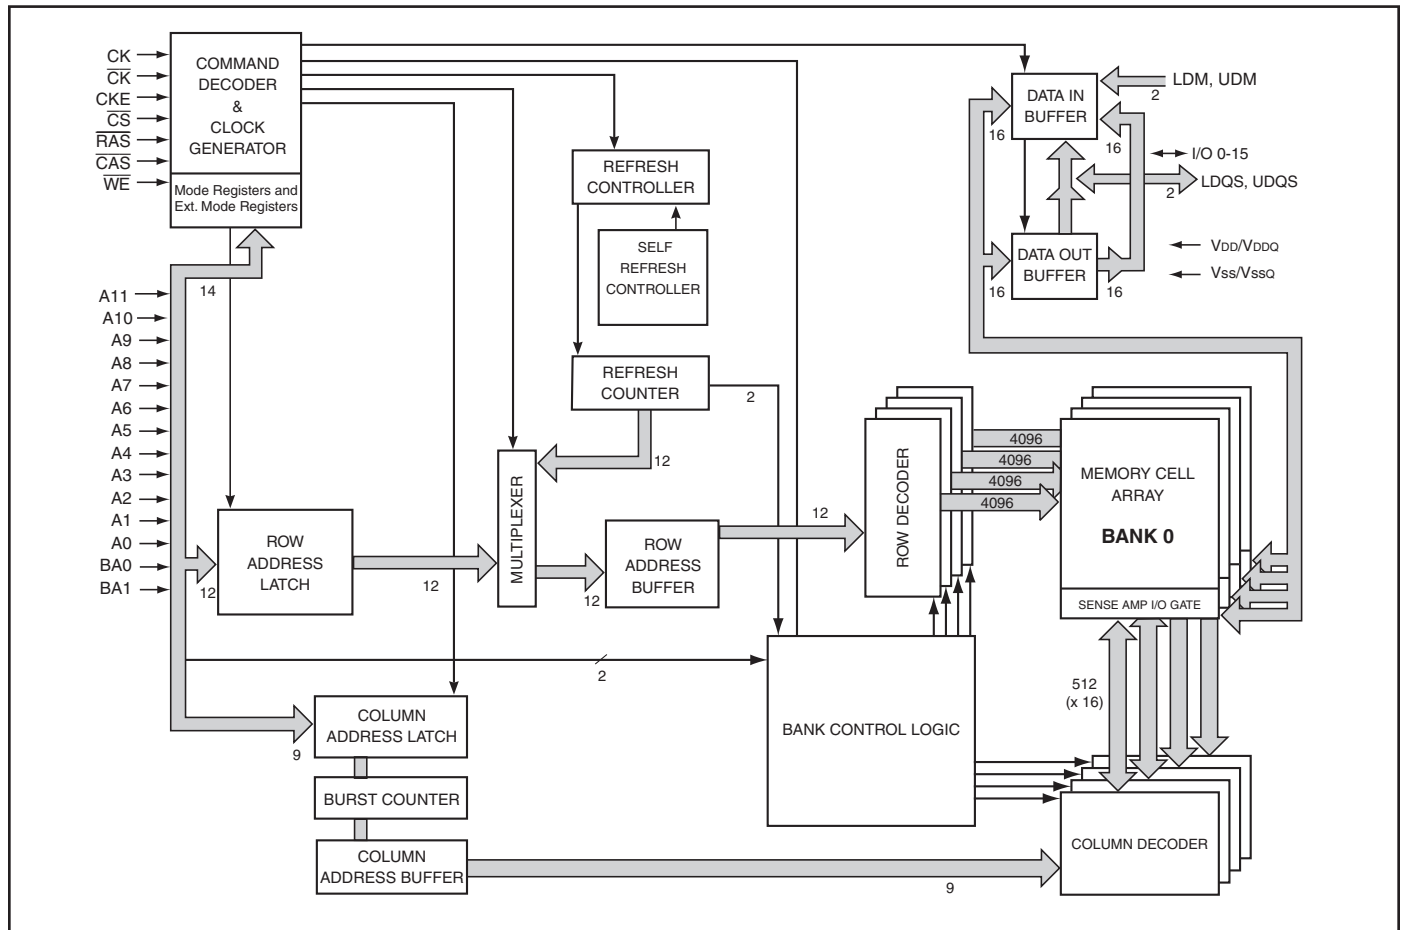 CK
CK
CKE
CS
RAS
CAS
WE
COMMAND
DECODER
&
CLOCK
GENERATOR
Mode Registers and
Ext. Mode Registers
14
A11
A10
A9
A8
A7
A6
A5
A4
A3
A2
A1
A0
BA0
BA1
12
ROW
ADDRESS
LATCH
12
MULTIPLEXER
12
REFRESH
CONTROLLER
SELF
REFRESH
CONTROLLER
REFRESH
COUNTER
2
12
ROW
ADDRESS
BUFFER
12
ROW DECODER
4096
4096
4096
4096
MEMORY CELL
ARRAY
BANK 0
SENSE AMP I/O GATE
DATA IN
BUFFER
LDM, UDM
2
16
16
I/O 0-15
LDQS, UDQS
2
DATA OUT
BUFFER
16
16
VDD/VDDQ
Vss/VssQ
2
BANK CONTROL LOGIC
512
(x 16)
9
COLUMN
ADDRESS LATCH
BURST COUNTER
COLUMN
ADDRESS BUFFER
9
COLUMN DECODER